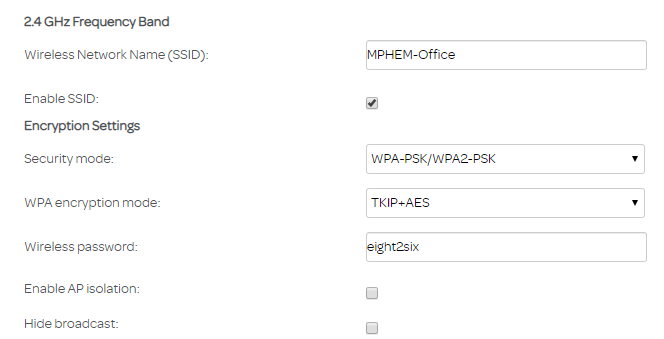 2.4 GHz Frequency Band
Wireless Network Name (SSID): MPHEM-Office
Enable SSID:
Encryption Settings
Security mode: WPA-PSK/WPA2-PSK
WPA encryption mode: TKIP+AES
Wireless password: eight2six
Enable AP isolation:
Hide broadcast: